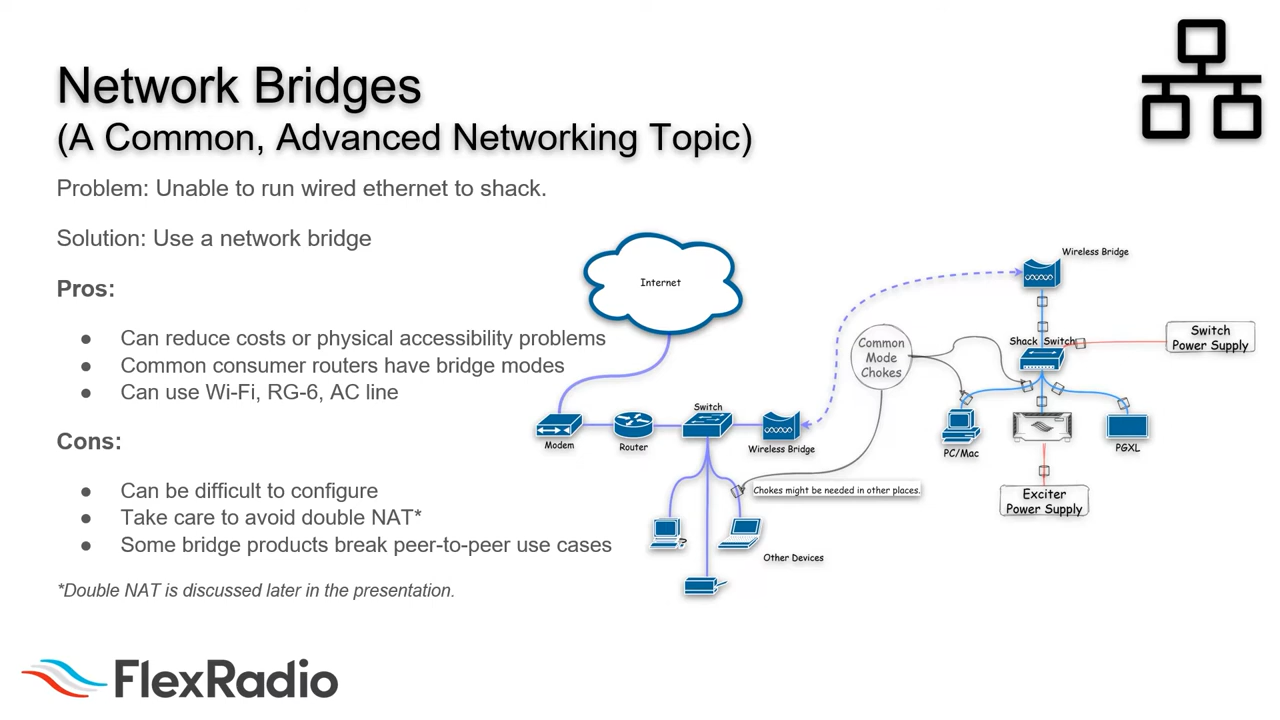 Network Bridges
(A Common, Advanced Networking Topic)
Problem: Unable to run wired ethernet to shack.
Solution: Use a network bridge
Pros:
● Can reduce costs or physical accessibility problems
● Common consumer routers have bridge modes
● Can use Wi-Fi, RG-6, AC line
Cons:
● Can be difficult to configure
● Take care to avoid double NAT*
● Some bridge products break peer-to-peer use cases
*Double NAT is discussed later in the presentation.
Internet
Modem
Router
Switch
Wireless Bridge
Other Devices
Common
Mode
Chokes
Chokes might be needed in other places.
Wireless Bridge
Shack Switch
Switch
Power Supply
PC/Mac
PGXL
Exciter
Power Supply
FlexRadio